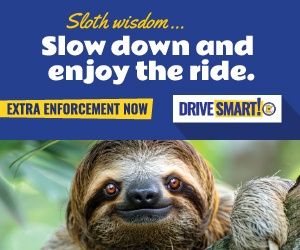 Sloth wisdom...
Slow down and
enjoy the ride.
EXTRA ENFORCEMENT NOW
DRIVE SMART!